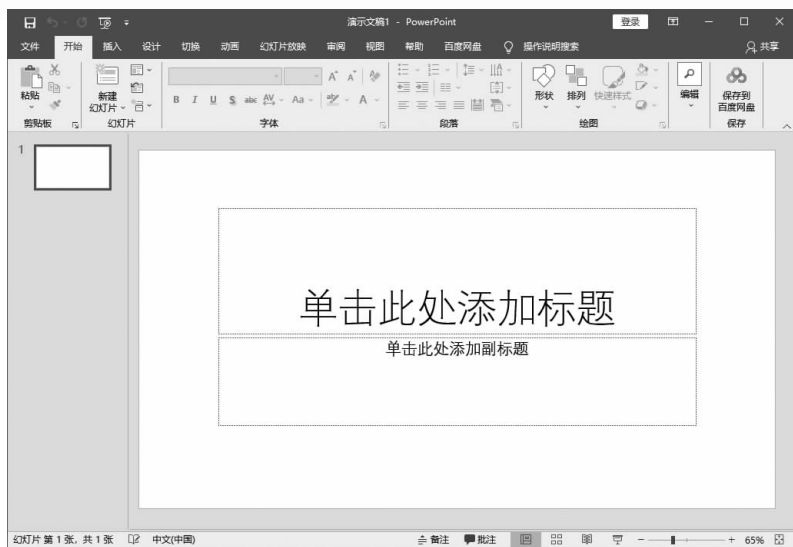 演示文稿1 - PowerPoint
登录
文件 开始 插入 设计 切换 动画 幻灯片放映 审阅 视图 帮助 百度网盘 操作说明搜索 共享
粘贴
新建
幻灯片
B I U S abc AV Aa A
形状 排列 快速样式
编辑
保存到
百度网盘
剪贴板 幻灯片 字体 段落 绘图 保存
1
单击此处添加标题
单击此处添加副标题
幻灯片 第 1 张，共 1 张 中文(中国) 备注 批注 65%